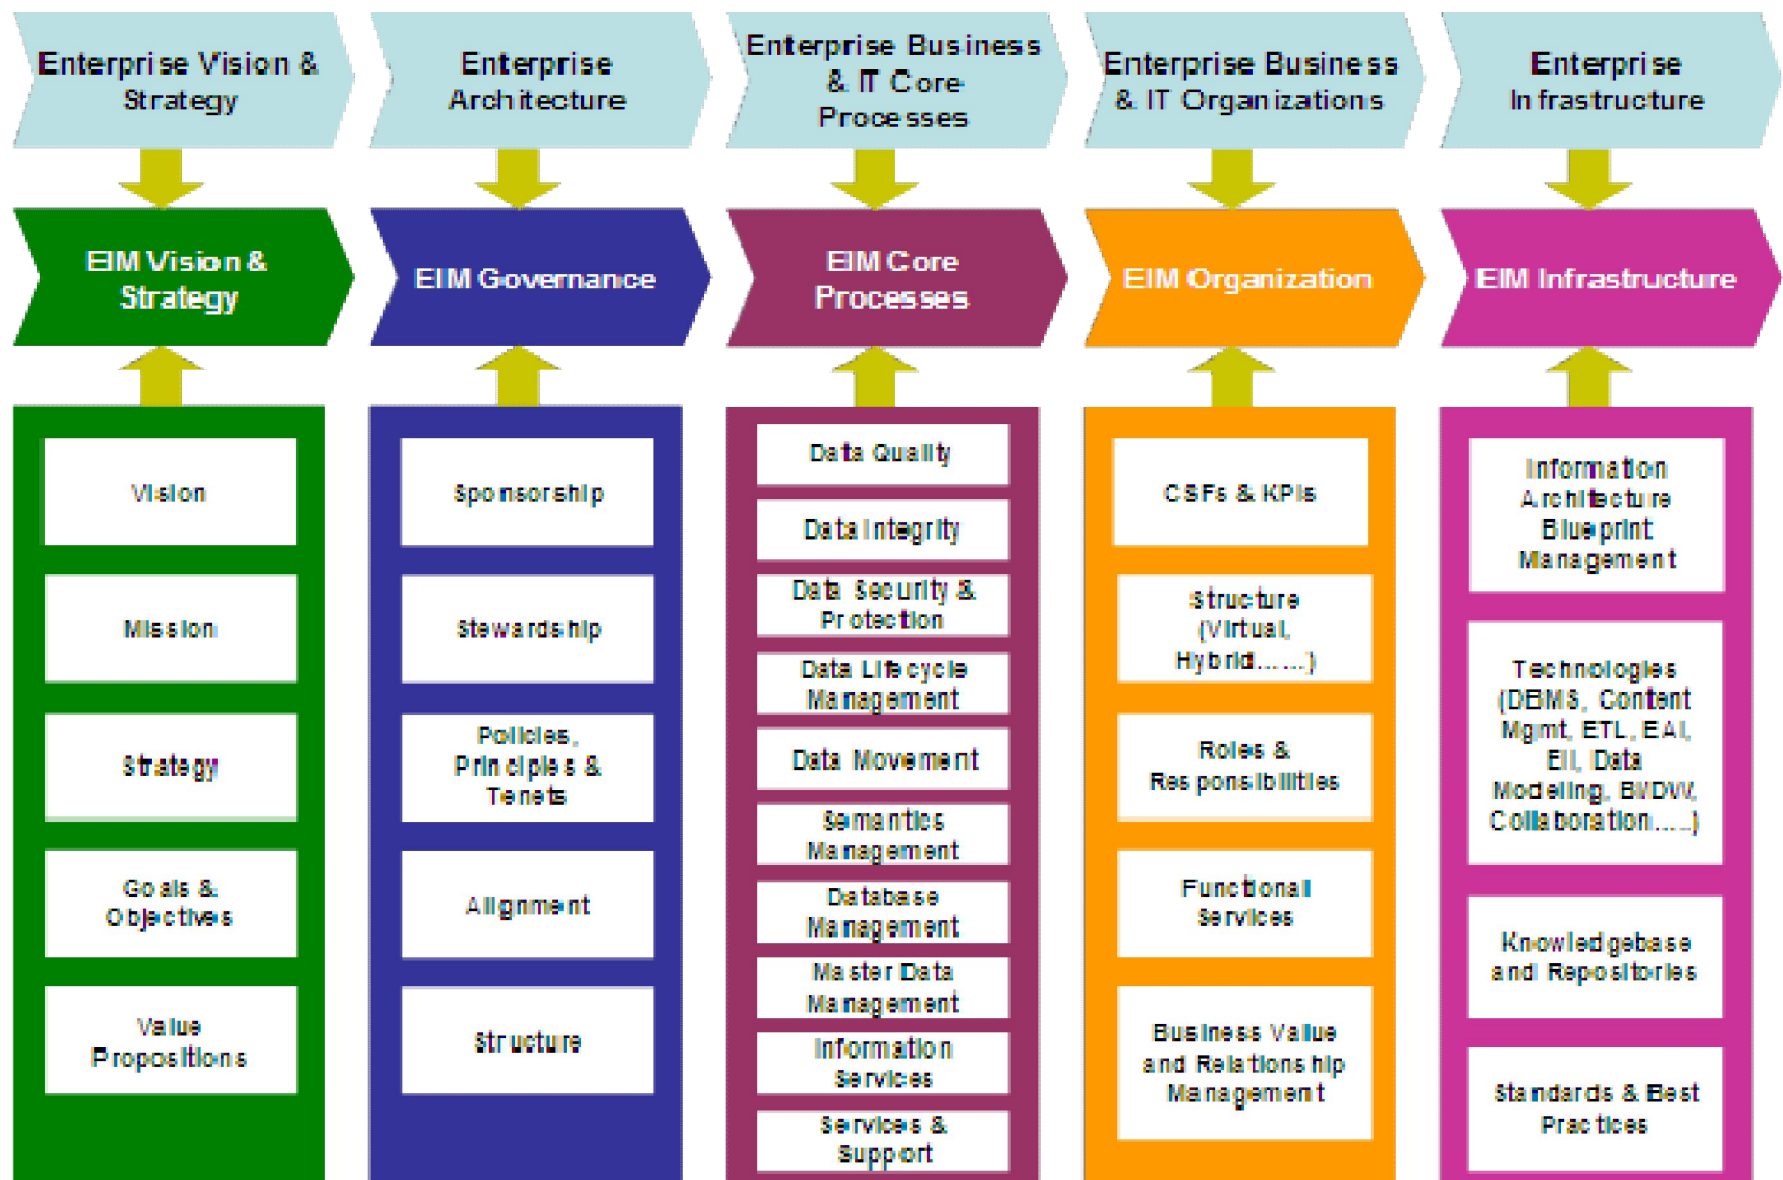 Enterprise Vision &
Strategy
Enterprise
Architecture
Enterprise Business
& IT Core
Processes
Enterprise Business
& IT Organizations
Enterprise
Infrastructure
EIM Vision &
Strategy
EIM Governance
EIM Core
Processes
EIM Organization
EIM Infrastructure
Vision
Mission
Strategy
Goals &
Objectives
Value
Propositions
Sponsorship
Stewardship
Policies,
Principles &
Tenets
Alignment
Structure
Data Quality
Data Integrity
Data Security &
Protection
Data Lifecycle
Management
Data Movement
Semantics
Management
Database
Management
Master Data
Management
Information
Services
Services &
Support
CSFs & KPIs
Structure
(Virtual,
Hybrid......)
Roles &
Responsibilities
Functional
Services
Business Value
and Relationship
Management
Information
Architecture
Blueprint
Management
Technologies
(DBMS, Content
Mgmt, ETL, EAI,
EII, Data
Modeling, BI/DW,
Collaboration.....)
Knowledgebase
and Repositories
Standards & Best
Practices